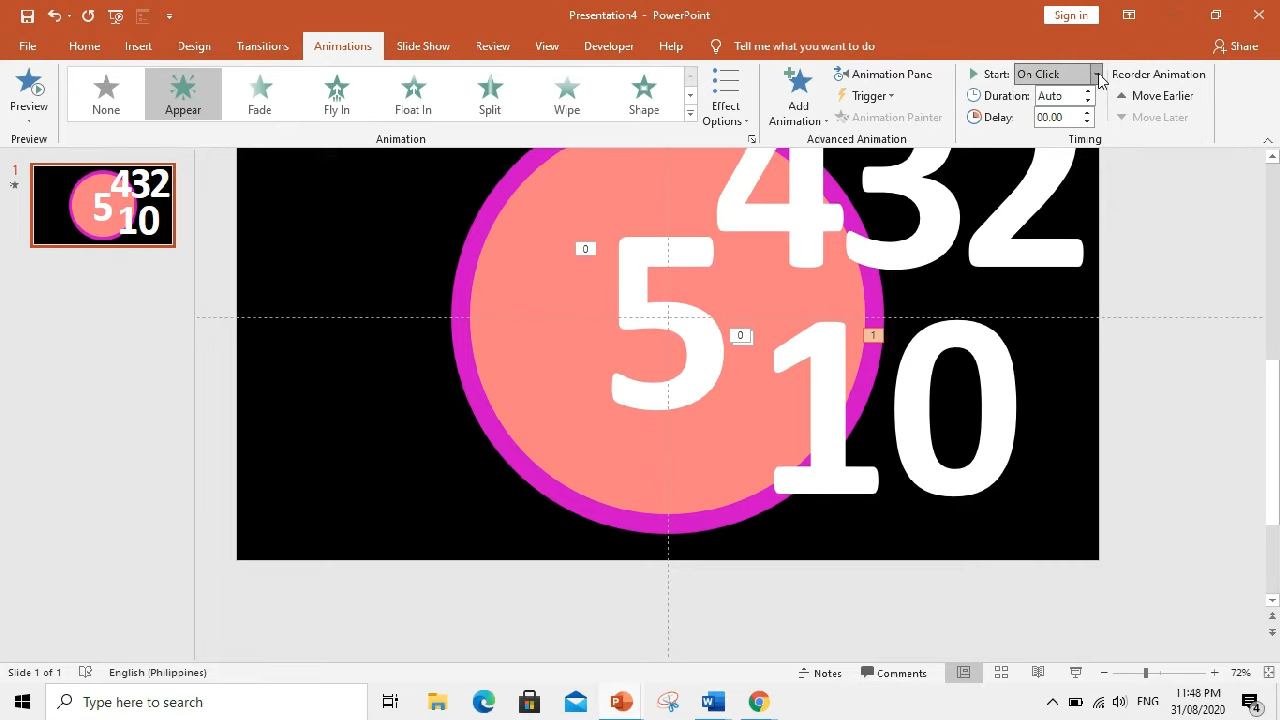 Presentation4 - PowerPoint
Sign in
File Home Insert Design Transitions Animations Slide Show Review View Developer Help Tell me what you want to do Share
Preview None Appear Fade Fly In Float In Split Wipe Shape Effect Options Add Animation
Animation Pane
Trigger
Animation Painter
Start: On Click
Duration: Auto
Delay: 00.00
Reorder Animation
Move Earlier
Move Later
Preview Animation Advanced Animation Timing
1
432
5
10
432
0
5
0
1
10
Slide 1 of 1 English (Philippines) Notes Comments 72%
Type here to search
ENG
11:48 PM
31/08/2020
4